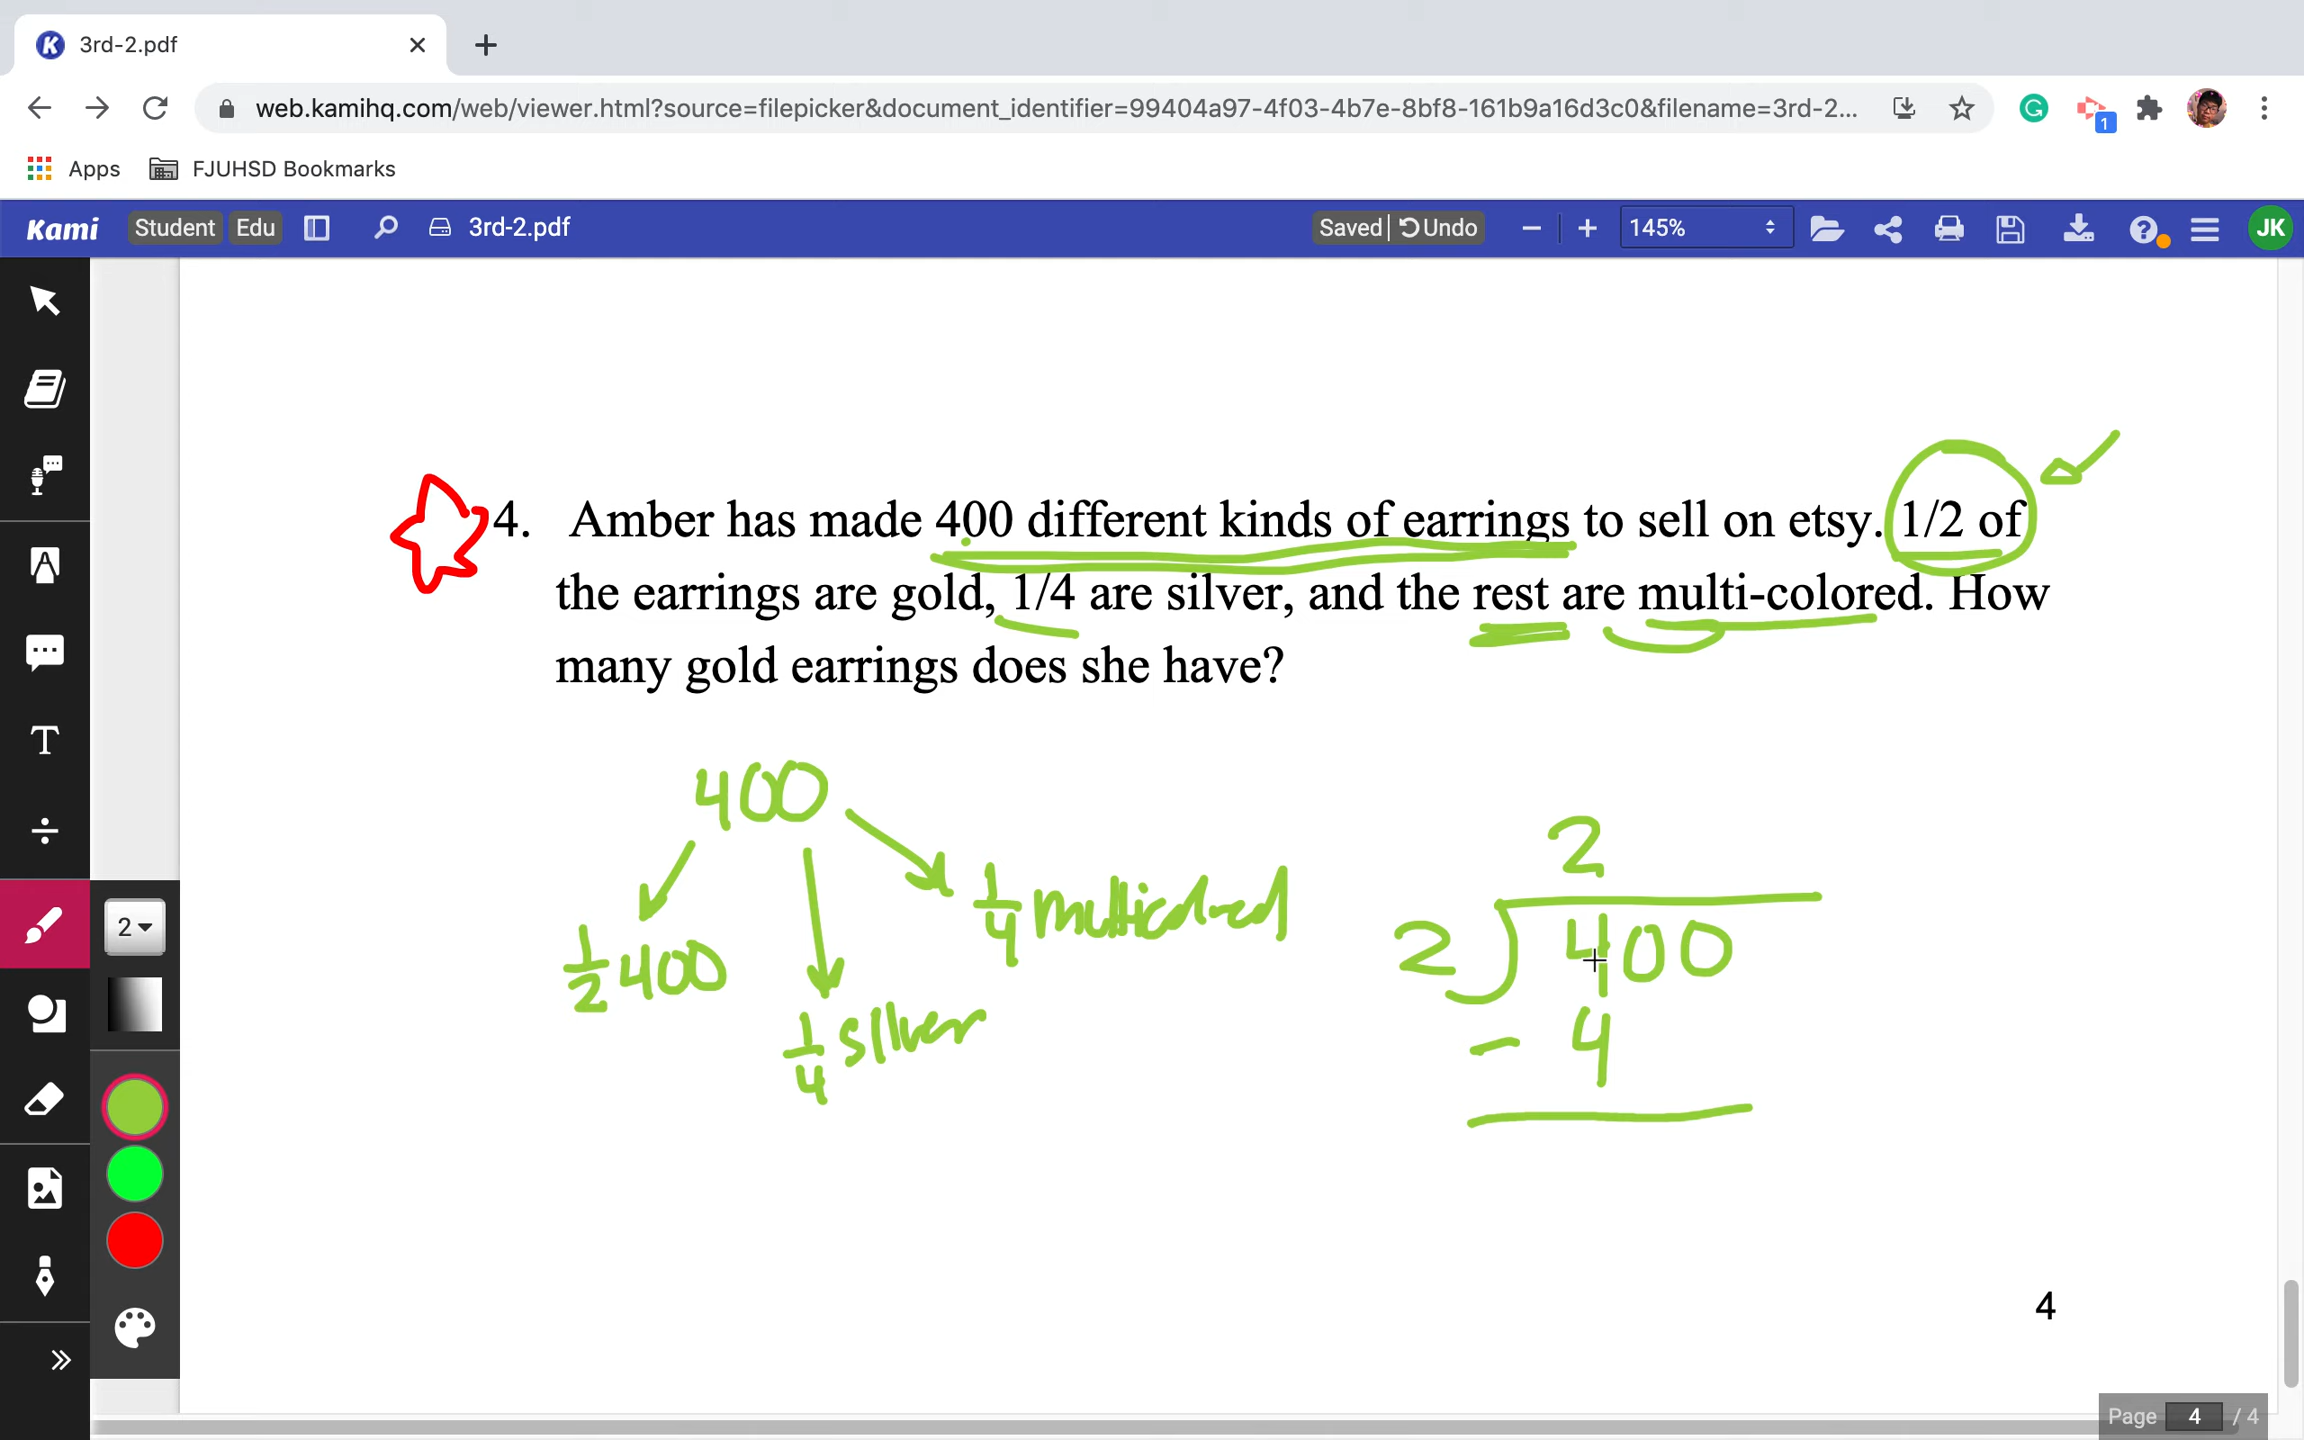 3rd-2.pdf
web.kamihq.com/web/viewer.html?source=filepicker&document_identifier=99404a97-4f03-4b7e-8bf8-161b9a16d3c0&filename=3rd-2...
1
Apps FJUHSD Bookmarks
Kami Student Edu 3rd-2.pdf Saved Undo 145% JK
4. Amber has made 400 different kinds of earrings to sell on etsy. 1/2 of
the earrings are gold, 1/4 are silver, and the rest are multi-colored. How
many gold earrings does she have?
400
1/2 400
1/4 silver
1/4 multicolored
2
2 ) 400
- 4
2
4
Page 4 / 4